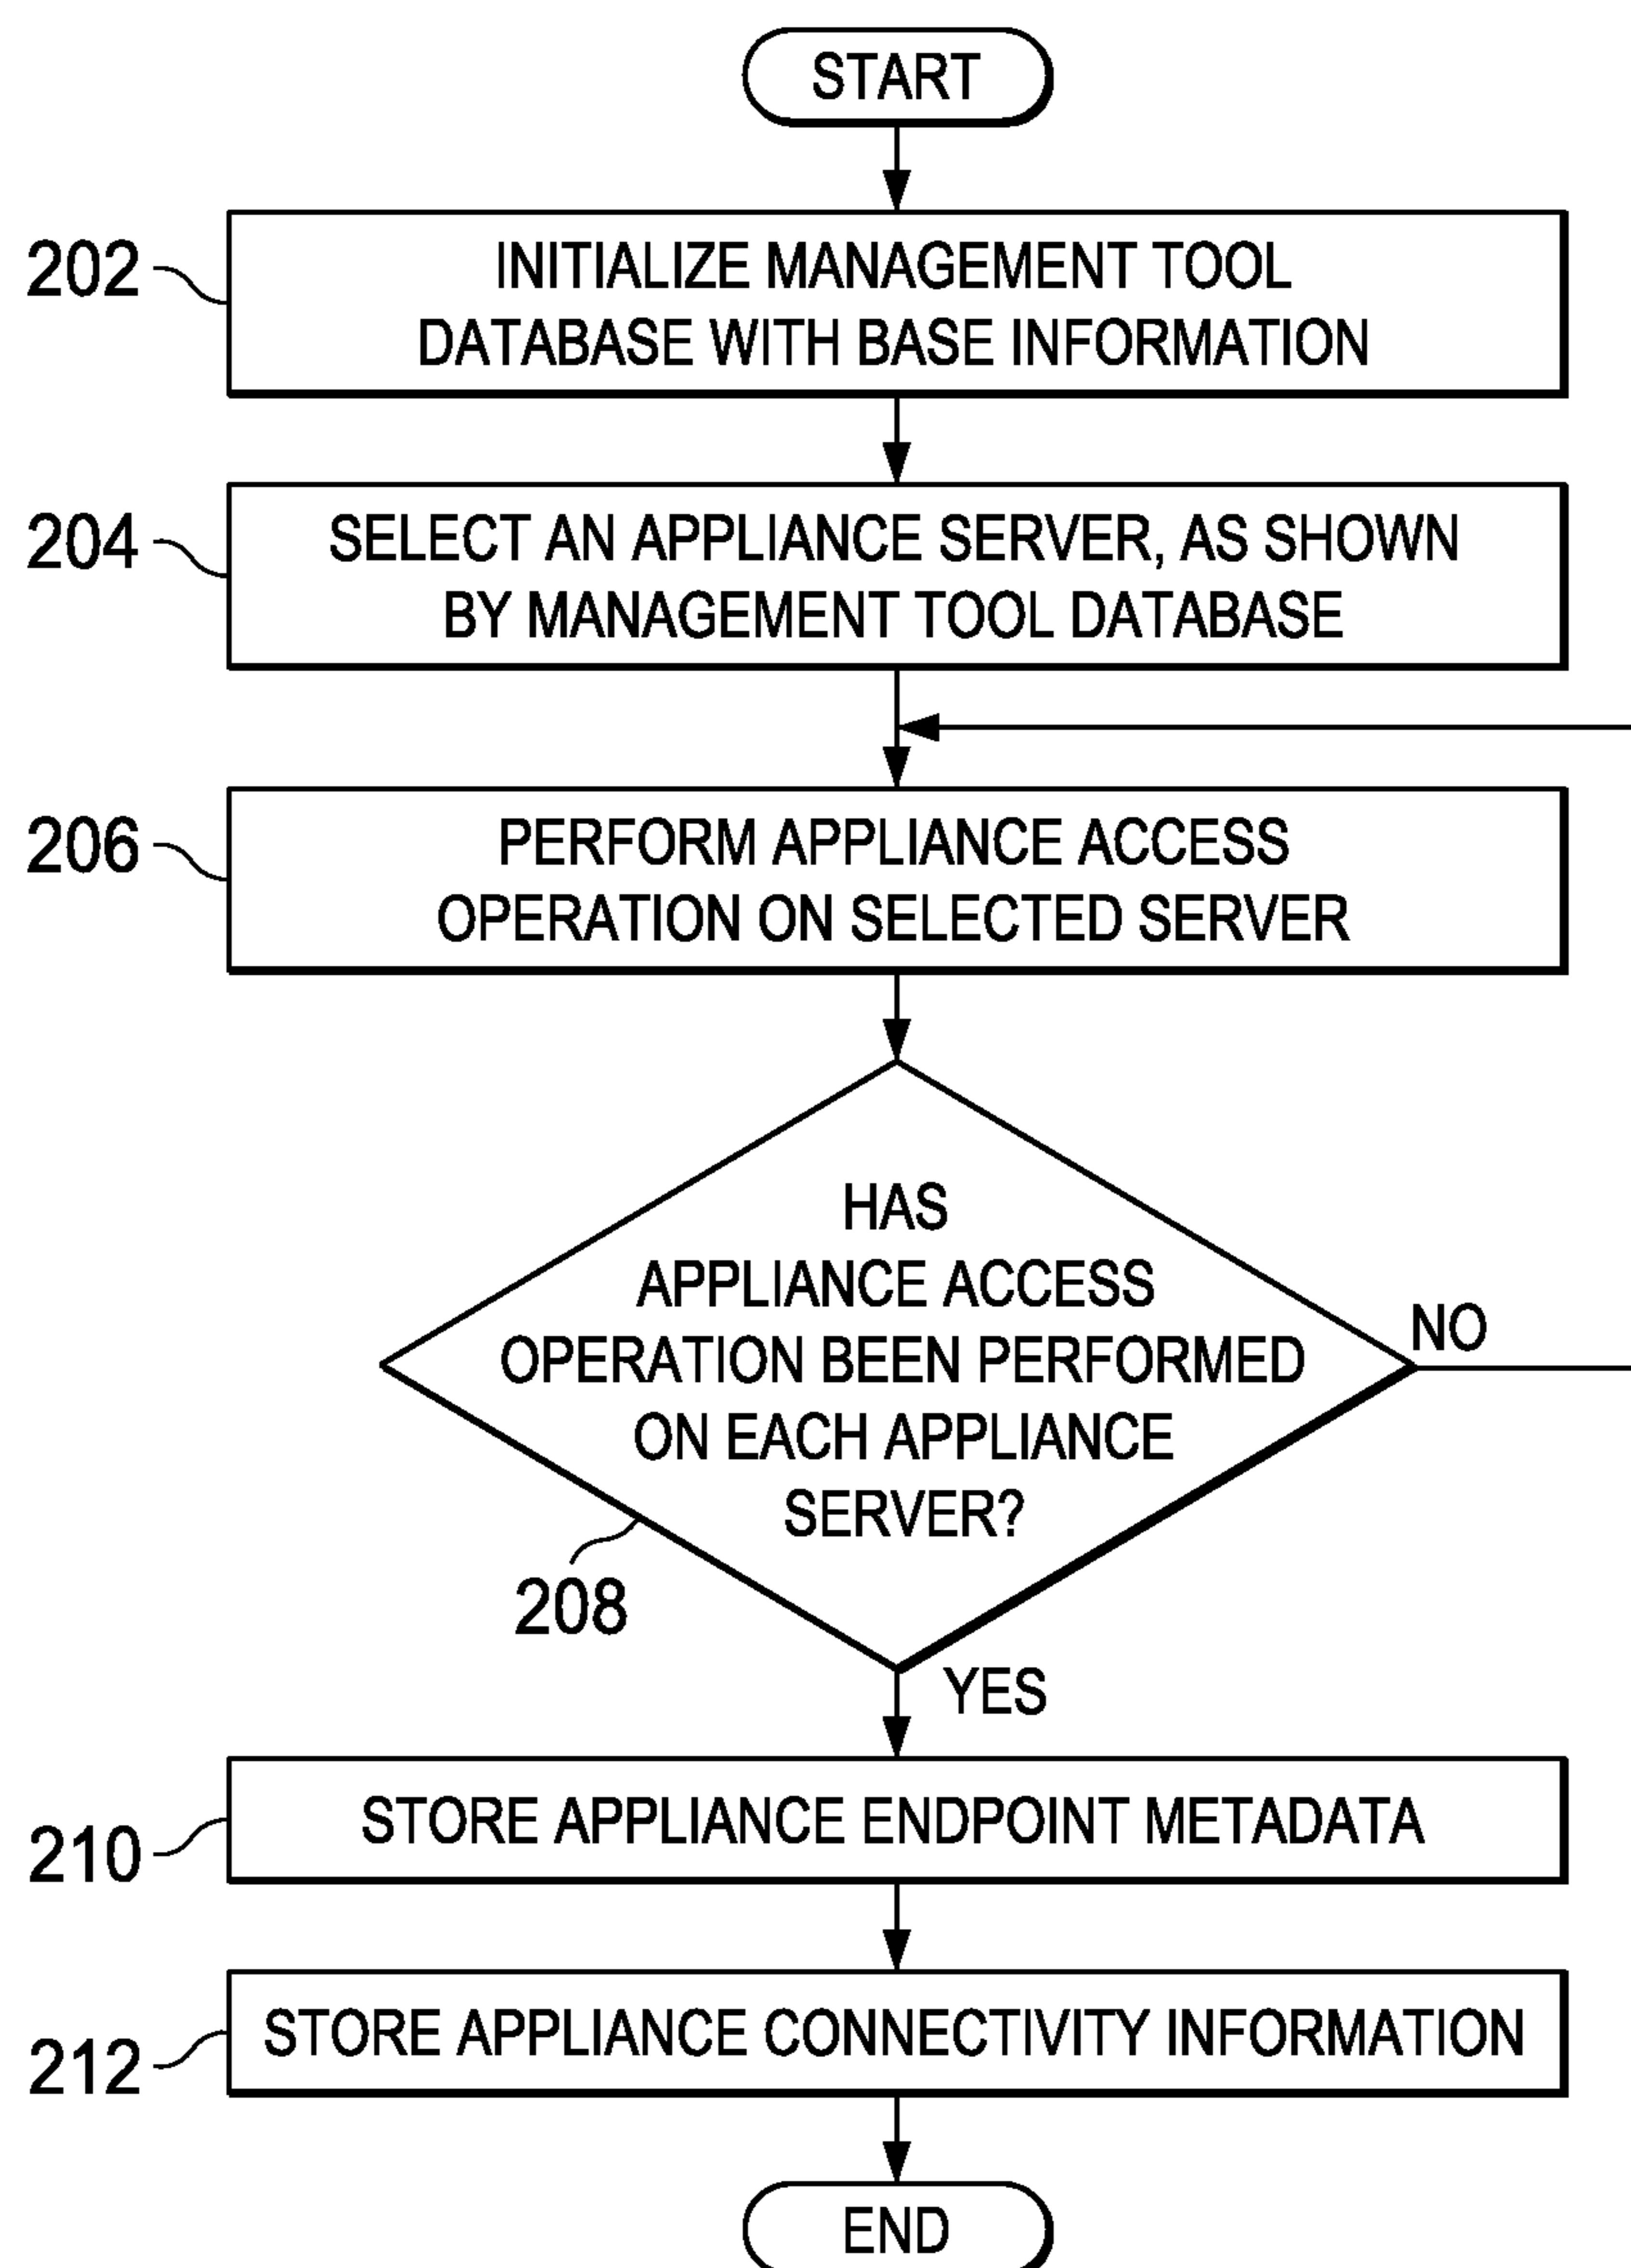 START
202
INITIALIZE MANAGEMENT TOOL
DATABASE WITH BASE INFORMATION
204
SELECT AN APPLIANCE SERVER, AS SHOWN
BY MANAGEMENT TOOL DATABASE
206
PERFORM APPLIANCE ACCESS
OPERATION ON SELECTED SERVER
HAS
APPLIANCE ACCESS
OPERATION BEEN PERFORMED
ON EACH APPLIANCE
SERVER?
NO
208
YES
210
STORE APPLIANCE ENDPOINT METADATA
212
STORE APPLIANCE CONNECTIVITY INFORMATION
END